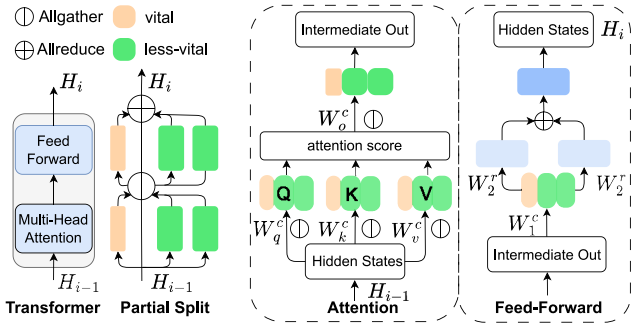 Allgather
vital
Allreduce
less-vital
H_i
H_i
Feed
Forward
Multi-Head
Attention
H_{i-1}
Transformer
Partial Split
Intermediate Out
W_o^c
attention score
Q
K
V
W_q^c
W_k^c
W_v^c
Hidden States
H_{i-1}
Attention
Hidden States
H_i
W_2^r
W_2^r
W_1^c
Intermediate Out
Feed-Forward